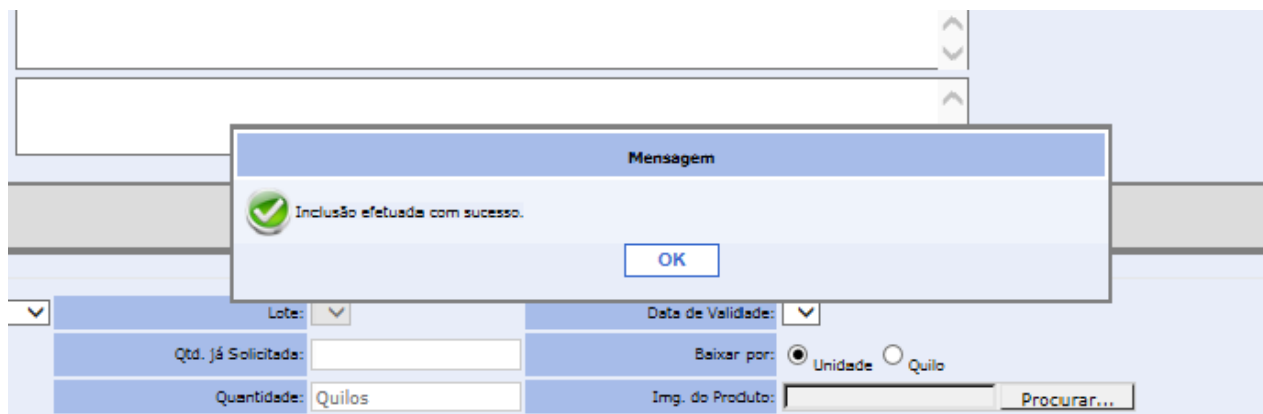 Mensagem
Inclusão efetuada com sucesso.
OK
Lote: Data de Validade:
Qtd. já Solicitada: Baixar por: Unidade Quilo
Quantidade: Quilos Img. do Produto: Procurar...